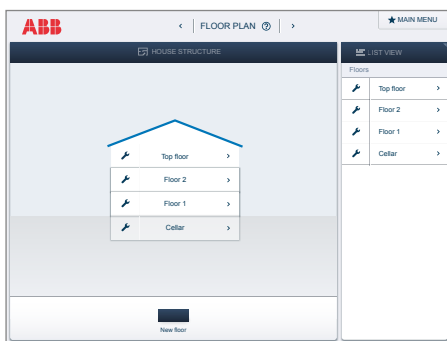 ABB
‹ FLOOR PLAN ? ›
★ MAIN MENU
HOUSE STRUCTURE
LIST VIEW
Floors
Top floor ›
Floor 2 ›
Floor 1 ›
Cellar ›
Top floor ›
Floor 2 ›
Floor 1 ›
Cellar ›
New floor